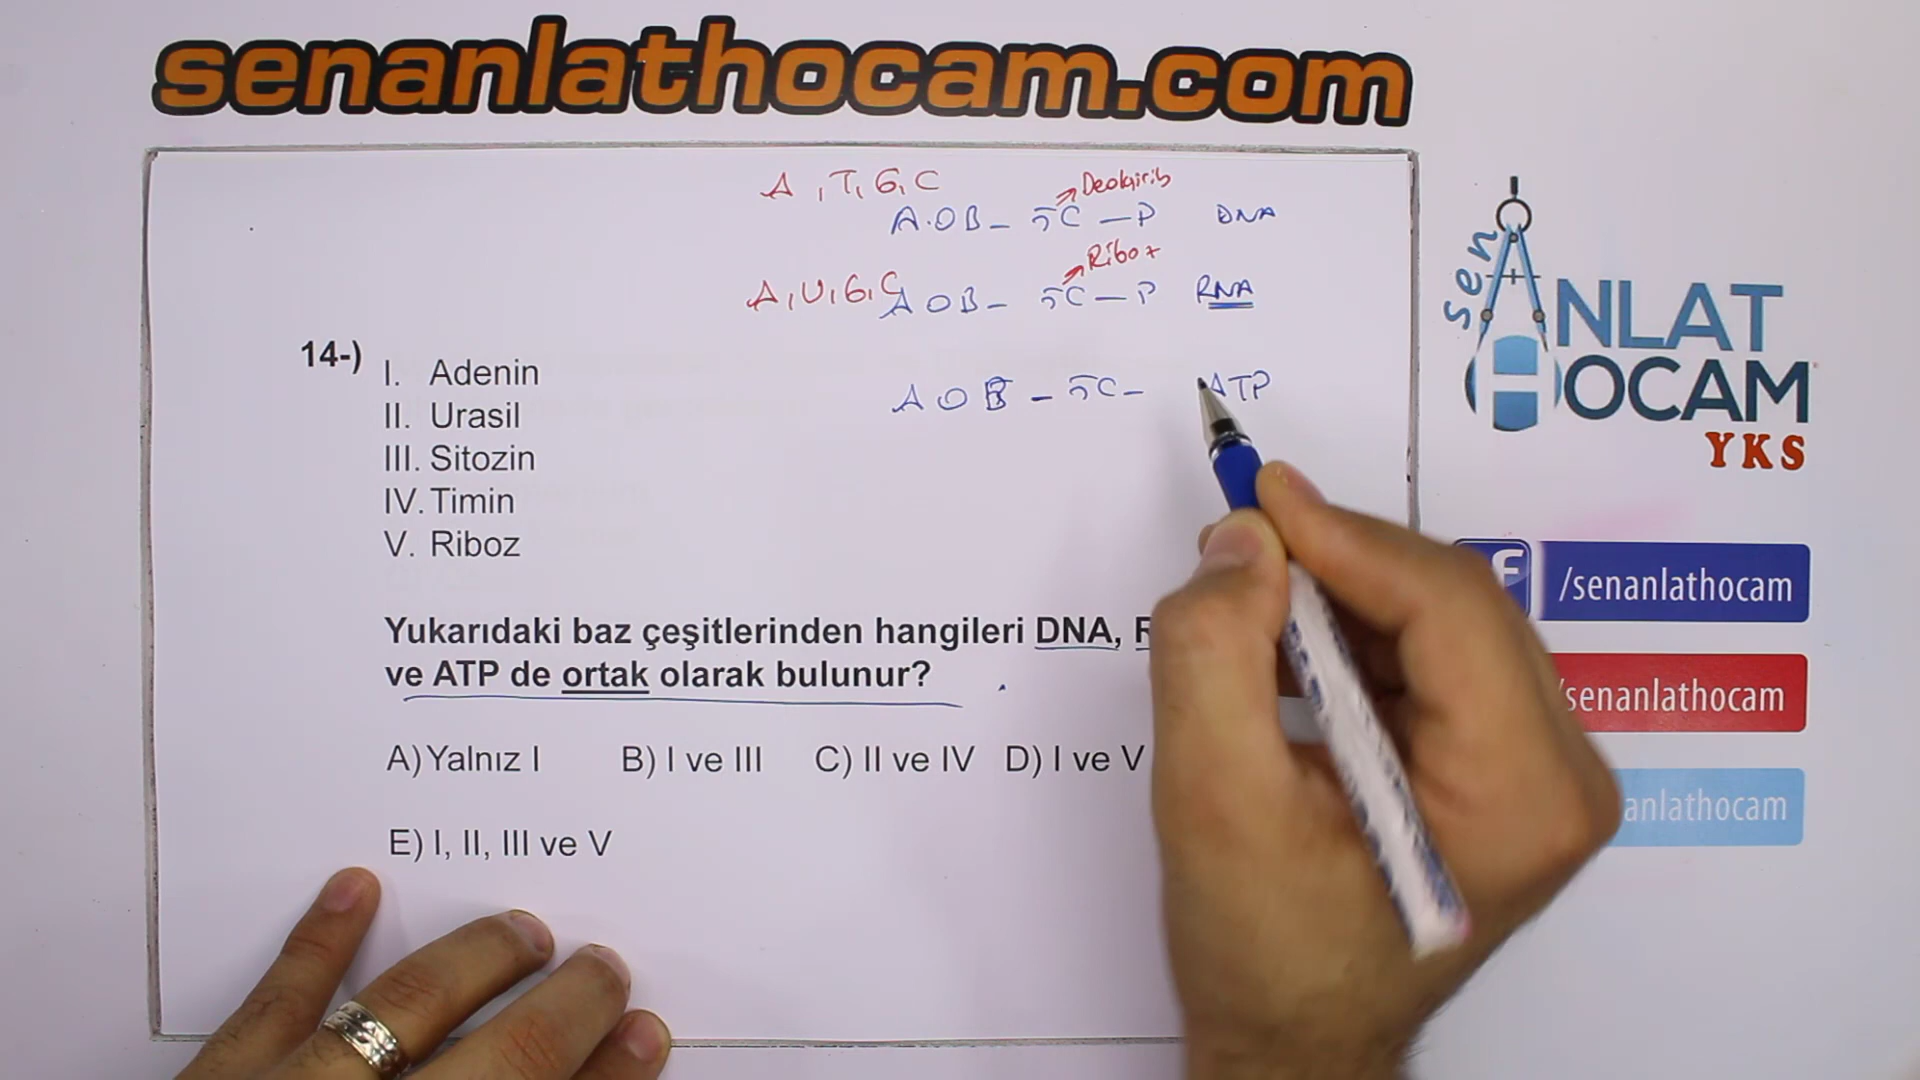 senanlathocam.com
A, T, G, C
Deoksirib
A.O.B - 5C - P DNA
Riboz
A, U, G, C
A O B - 5C - P RNA
A O B - 5C - ATP
14-)
I. Adenin
II. Urasil
III. Sitozin
IV. Timin
V. Riboz
Yukarıdaki baz çeşitlerinden hangileri DNA,
ve ATP de ortak olarak bulunur?
A) Yalnız I B) I ve III C) II ve IV D) I ve V
E) I, II, III ve V
sen
ANLAT
HOCAM
YKS
f /senanlathocam
/senanlathocam
anlathocam